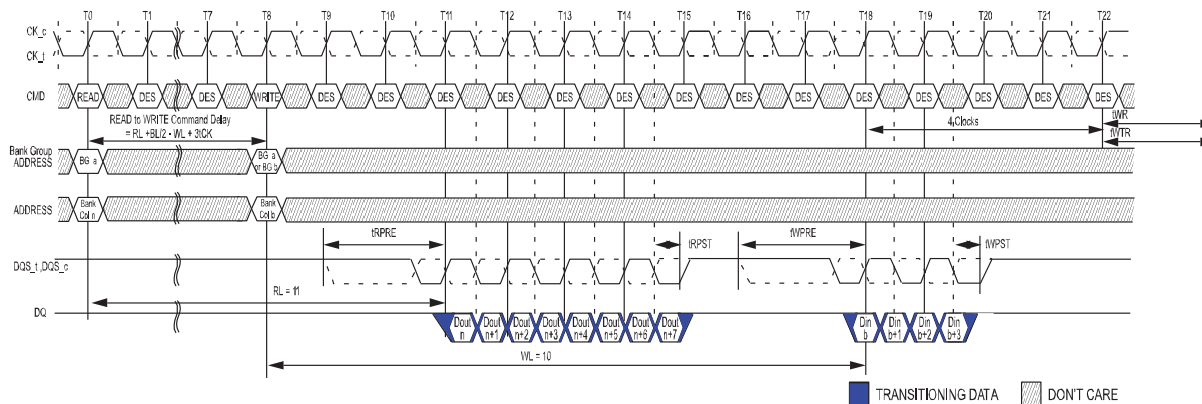 T0 T1 T7 T8 T9 T10 T11 T12 T13 T14 T15 T16 T17 T18 T19 T20 T21 T22
CK_c
CK_t
CMD READ DES DES WRITE DES DES DES DES DES DES DES DES DES DES DES DES DES DES
READ to WRITE Command Delay
= RL +BL/2 - WL + 3tCK
4 Clocks
tWR
tWTR
Bank Group
ADDRESS
BG a
BG a
or BG b
ADDRESS
Bank
Col n
Bank
Col b
tRPRE
tRPST
tWPRE
tWPST
DQS_t ,DQS_c
RL = 11
DQ
Dout
n
Dout
n+1
Dout
n+2
Dout
n+3
Dout
n+4
Dout
n+5
Dout
n+6
Dout
n+7
Din
b
Din
b+1
Din
b+2
Din
b+3
WL = 10
TRANSITIONING DATA
DON'T CARE